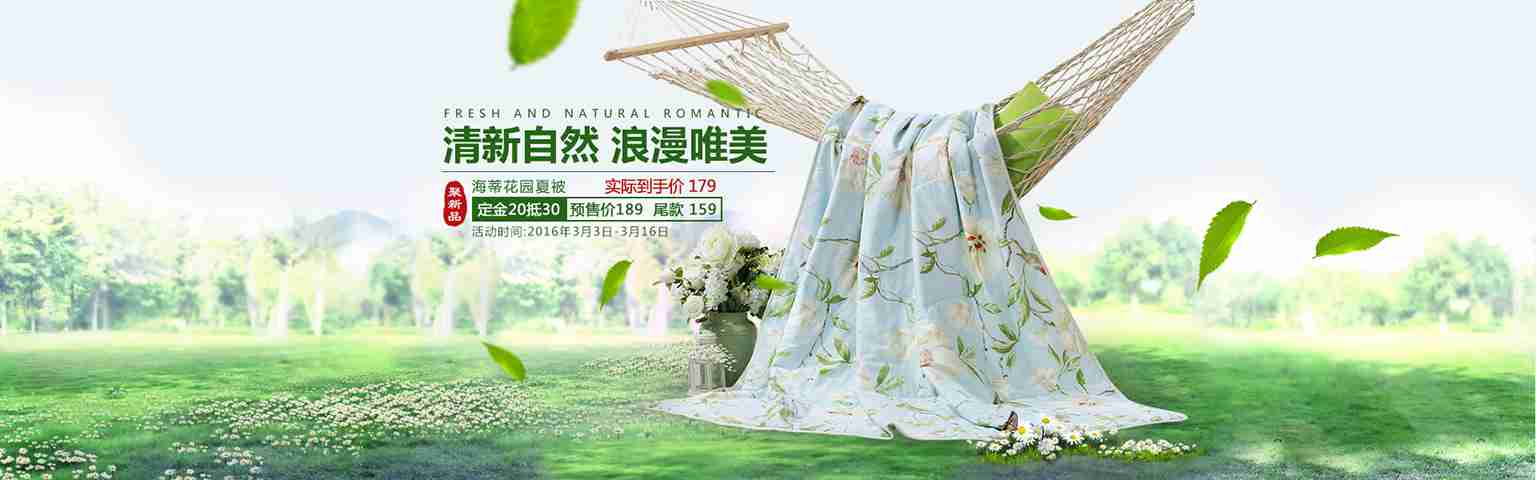 FRESH AND NATURAL ROMANTIC
清新自然 浪漫唯美
聚新品
海蒂花园夏被 实际到手价 179
定金20抵30 预售价189 尾款 159
活动时间:2016年3月3日-3月16日